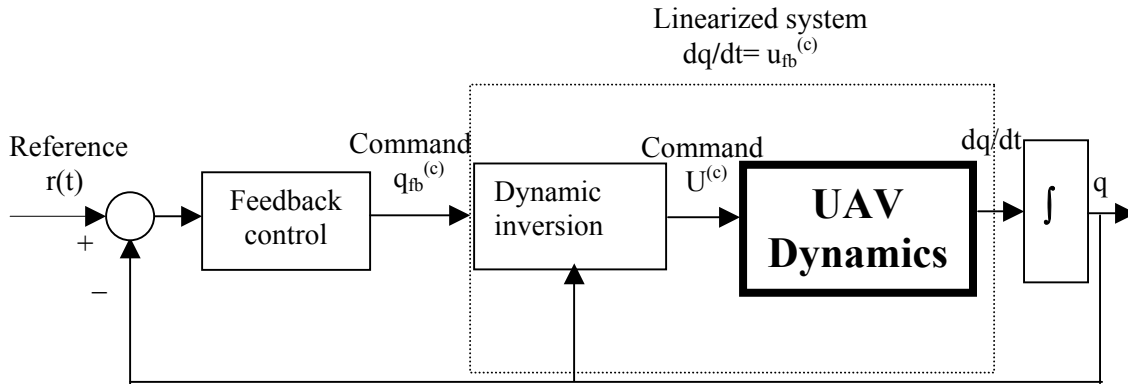 Linearized system
dq/dt= u_fb^(c)
Reference
r(t)
+
−
Feedback
control
Command
q_fb^(c)
Dynamic
inversion
Command
U^(c)
UAV
Dynamics
dq/dt
∫
q